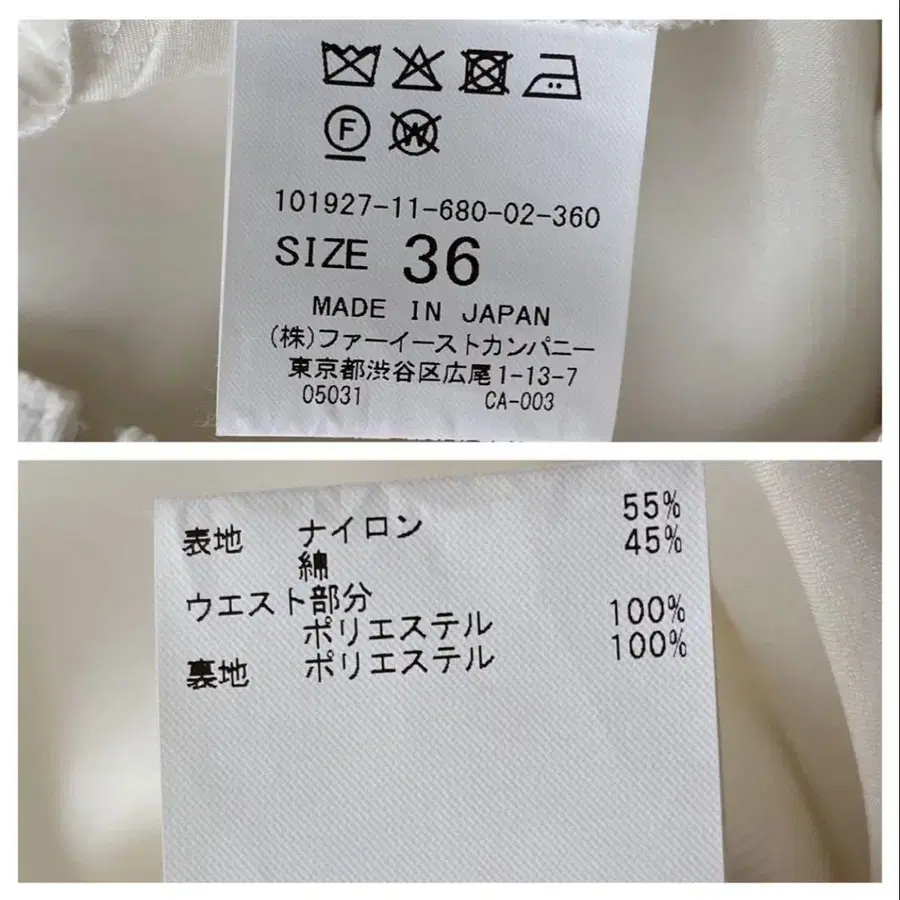 F
W
101927-11-680-02-360
SIZE 36
MADE IN JAPAN
(株)ファーイーストカンパニー
東京都渋谷区広尾1-13-7
05031 CA-003
表地 ナイロン 55%
綿 45%
ウエスト部分
ポリエステル 100%
裏地 ポリエステル 100%